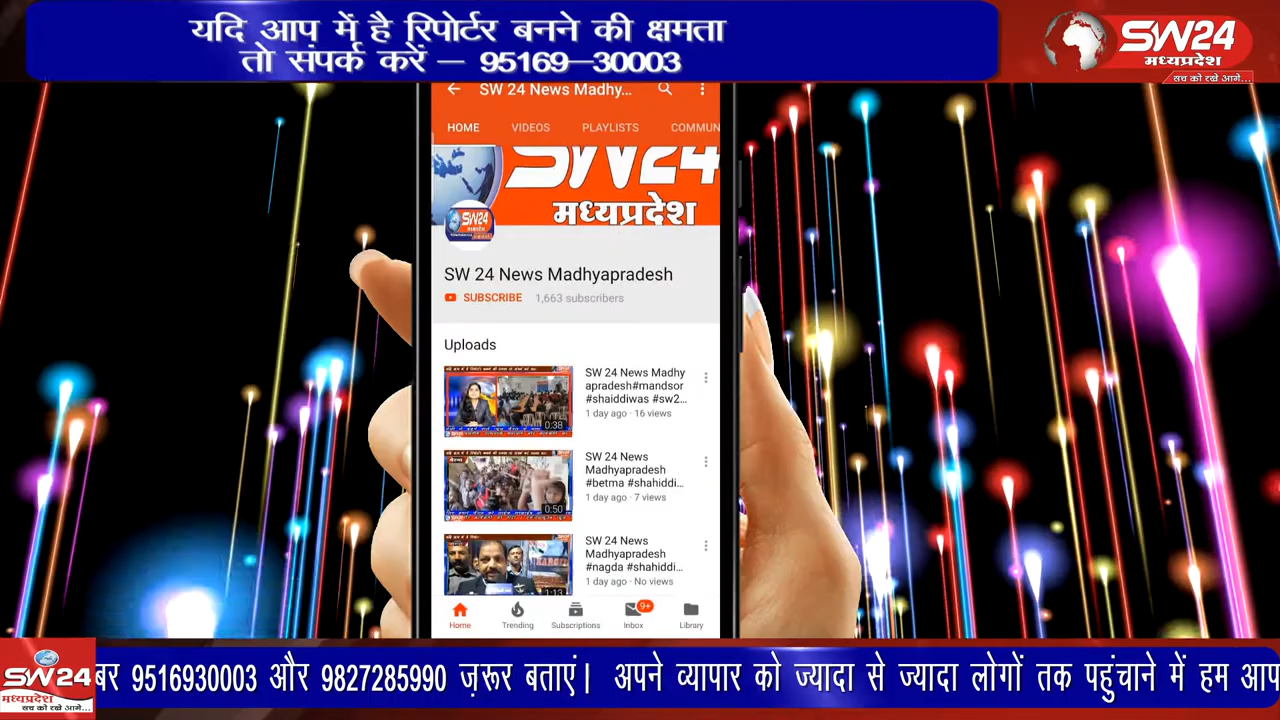 यदि आप में है रिपोर्टर बनने की क्षमता
तो संपर्क करें – 95169–30003
SW24
मध्यप्रदेश
सच को रखे आगे...
SW 24 News Madhy...
HOME VIDEOS PLAYLISTS COMMUN
SW24
मध्यप्रदेश
SW24
SW 24 News Madhyapradesh
SUBSCRIBE 1,663 subscribers
Uploads
SW 24 News Madhy
apradesh#mandsor
#shaiddiwas #sw2...
1 day ago · 16 views
0:38
SW 24 News
Madhyapradesh
#betma #shahiddi...
1 day ago · 7 views
0:50
SW 24 News
Madhyapradesh
#nagda #shahiddi...
1 day ago · No views
1:13
Home Trending Subscriptions Inbox 9+ Library
SW24
मध्यप्रदेश
सच को रखे आगे...
बर 9516930003 और 9827285990 ज़रूर बताएं। अपने व्यापार को ज्यादा से ज्यादा लोगों तक पहुंचाने में हम आप